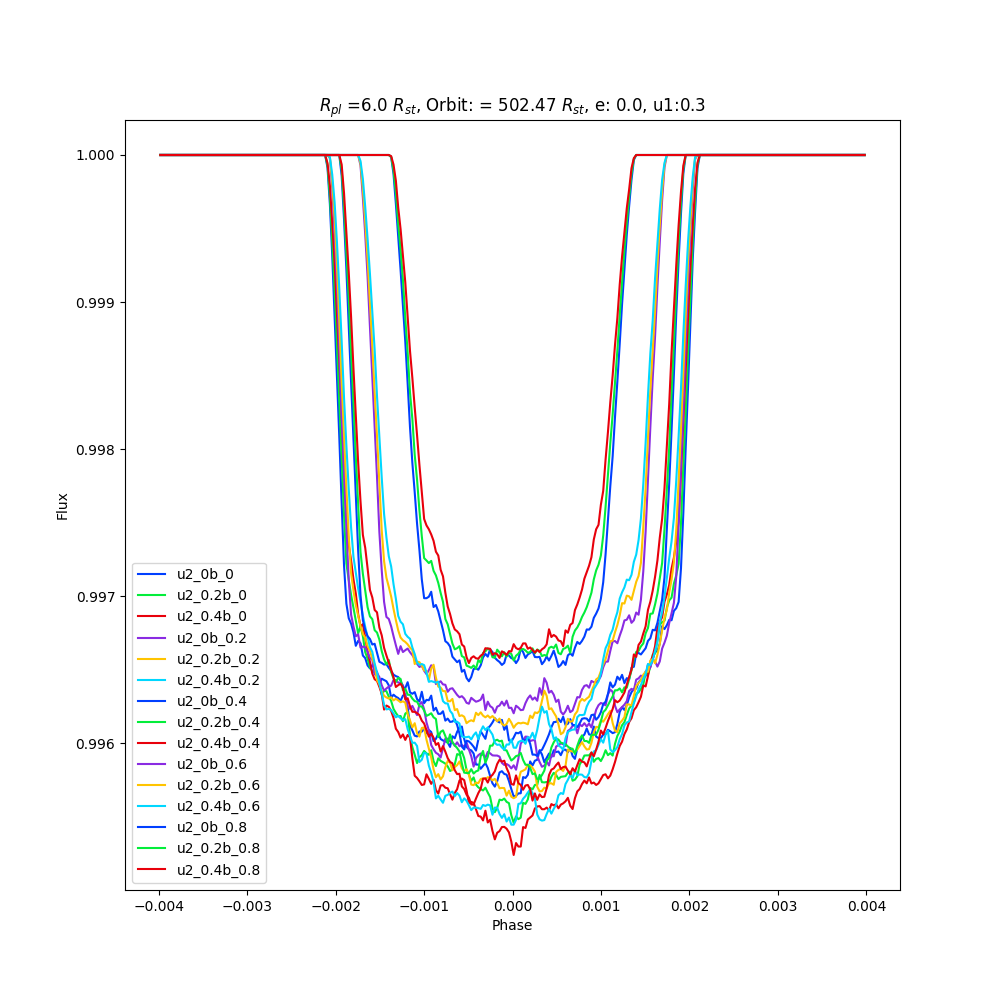 R_pl =6.0 R_st, Orbit: = 502.47 R_st, e: 0.0, u1:0.3
1.000
0.999
0.998
0.997
0.996
Flux
u2_0b_0
u2_0.2b_0
u2_0.4b_0
u2_0b_0.2
u2_0.2b_0.2
u2_0.4b_0.2
u2_0b_0.4
u2_0.2b_0.4
u2_0.4b_0.4
u2_0b_0.6
u2_0.2b_0.6
u2_0.4b_0.6
u2_0b_0.8
u2_0.2b_0.8
u2_0.4b_0.8
−0.004 −0.003 −0.002 −0.001 0.000 0.001 0.002 0.003 0.004
Phase